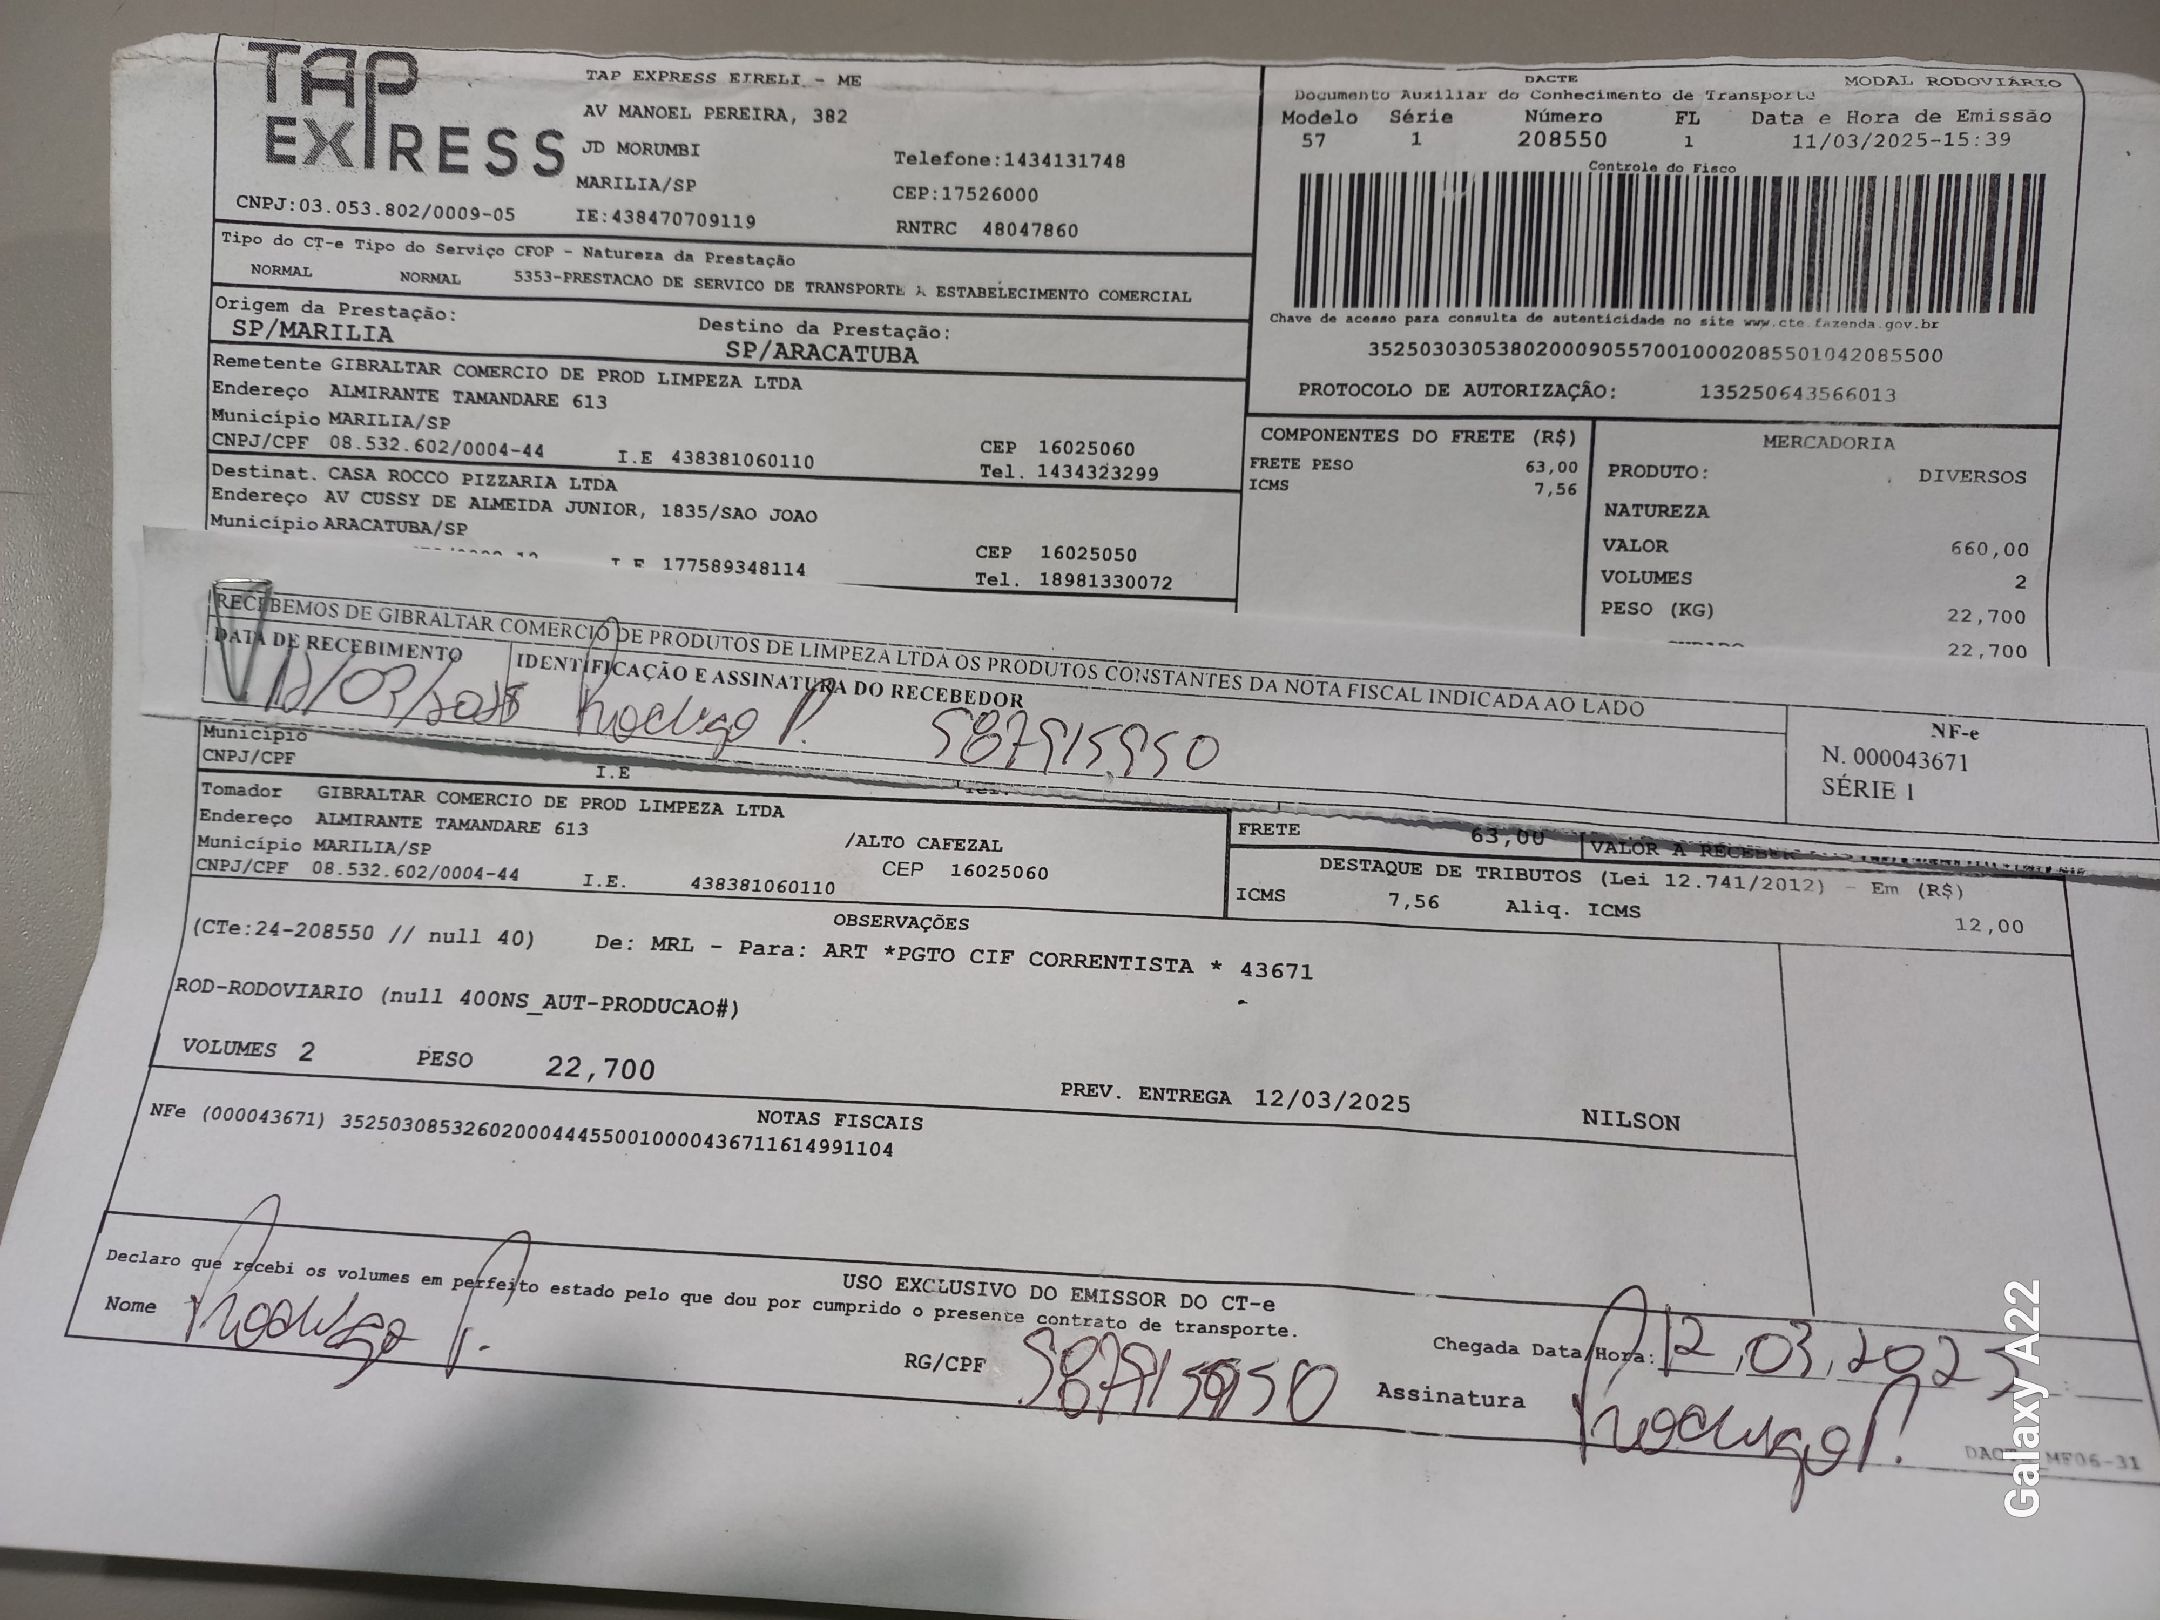 TAP EXPRESS
TAP EXPRESS EIRELI - ME
AV MANOEL PEREIRA, 382
JD MORUMBI
MARILIA/SP
Telefone:1434131748
CEP:17526000
CNPJ:03.053.802/0009-05 IE:438470709119 RNTRC 48047860
DACTE MODAL RODOVIÁRIO
Documento Auxiliar do Conhecimento de Transporte
Modelo Série Número FL Data e Hora de Emissão
57 1 208550 1 11/03/2025-15:39
Controle do Fisco
Chave de acesso para consulta de autenticidade no site www.cte.fazenda.gov.br
35250303053802000905570010002085501042085500
PROTOCOLO DE AUTORIZAÇÃO: 135250643566013
Tipo do CT-e Tipo do Serviço CFOP - Natureza da Prestação
NORMAL NORMAL 5353-PRESTACAO DE SERVICO DE TRANSPORTE A ESTABELECIMENTO COMERCIAL
Origem da Prestação: Destino da Prestação:
SP/MARILIA SP/ARACATUBA
Remetente GIBRALTAR COMERCIO DE PROD LIMPEZA LTDA
Endereço ALMIRANTE TAMANDARE 613
Município MARILIA/SP CEP 16025060
CNPJ/CPF 08.532.602/0004-44 I.E 438381060110 Tel. 1434323299
Destinat. CASA ROCCO PIZZARIA LTDA
Endereço AV CUSSY DE ALMEIDA JUNIOR, 1835/SAO JOAO
Município ARACATUBA/SP CEP 16025050
177589348114 Tel. 18981330072
COMPONENTES DO FRETE (R$)
FRETE PESO 63,00
ICMS 7,56
MERCADORIA
PRODUTO: DIVERSOS
NATUREZA
VALOR 660,00
VOLUMES 2
PESO (KG) 22,700
22,700
RECEBEMOS DE GIBRALTAR COMERCIO DE PRODUTOS DE LIMPEZA LTDA OS PRODUTOS CONSTANTES DA NOTA FISCAL INDICADA AO LADO
DATA DE RECEBIMENTO IDENTIFICAÇÃO E ASSINATURA DO RECEBEDOR
12/03/2025 Rodrigo P. 587915950
NF-e
N. 000043671
SÉRIE 1
Município
CNPJ/CPF I.E
Tomador GIBRALTAR COMERCIO DE PROD LIMPEZA LTDA
Endereço ALMIRANTE TAMANDARE 613 /ALTO CAFEZAL
Município MARILIA/SP CEP 16025060
CNPJ/CPF 08.532.602/0004-44 I.E. 438381060110
FRETE 63,00 VALOR A RECEBER
DESTAQUE DE TRIBUTOS (Lei 12.741/2012) - Em (R$)
ICMS 7,56 Aliq. ICMS 12,00
OBSERVAÇÕES
(CTe:24-208550 // null 40) De: MRL - Para: ART *PGTO CIF CORRENTISTA * 43671
ROD-RODOVIARIO (null 400NS_AUT-PRODUCAO#)
VOLUMES 2 PESO 22,700 PREV. ENTREGA 12/03/2025 NILSON
NOTAS FISCAIS
NFe (000043671) 35250308532602000444550010000436711614991104
USO EXCLUSIVO DO EMISSOR DO CT-e
Declaro que recebi os volumes em perfeito estado pelo que dou por cumprido o presente contrato de transporte.
Nome Rodrigo P. RG/CPF 587915950
Chegada Data/Hora: 12.03.2025
Assinatura Rodrigo P.
MF06-31
Galaxy A22